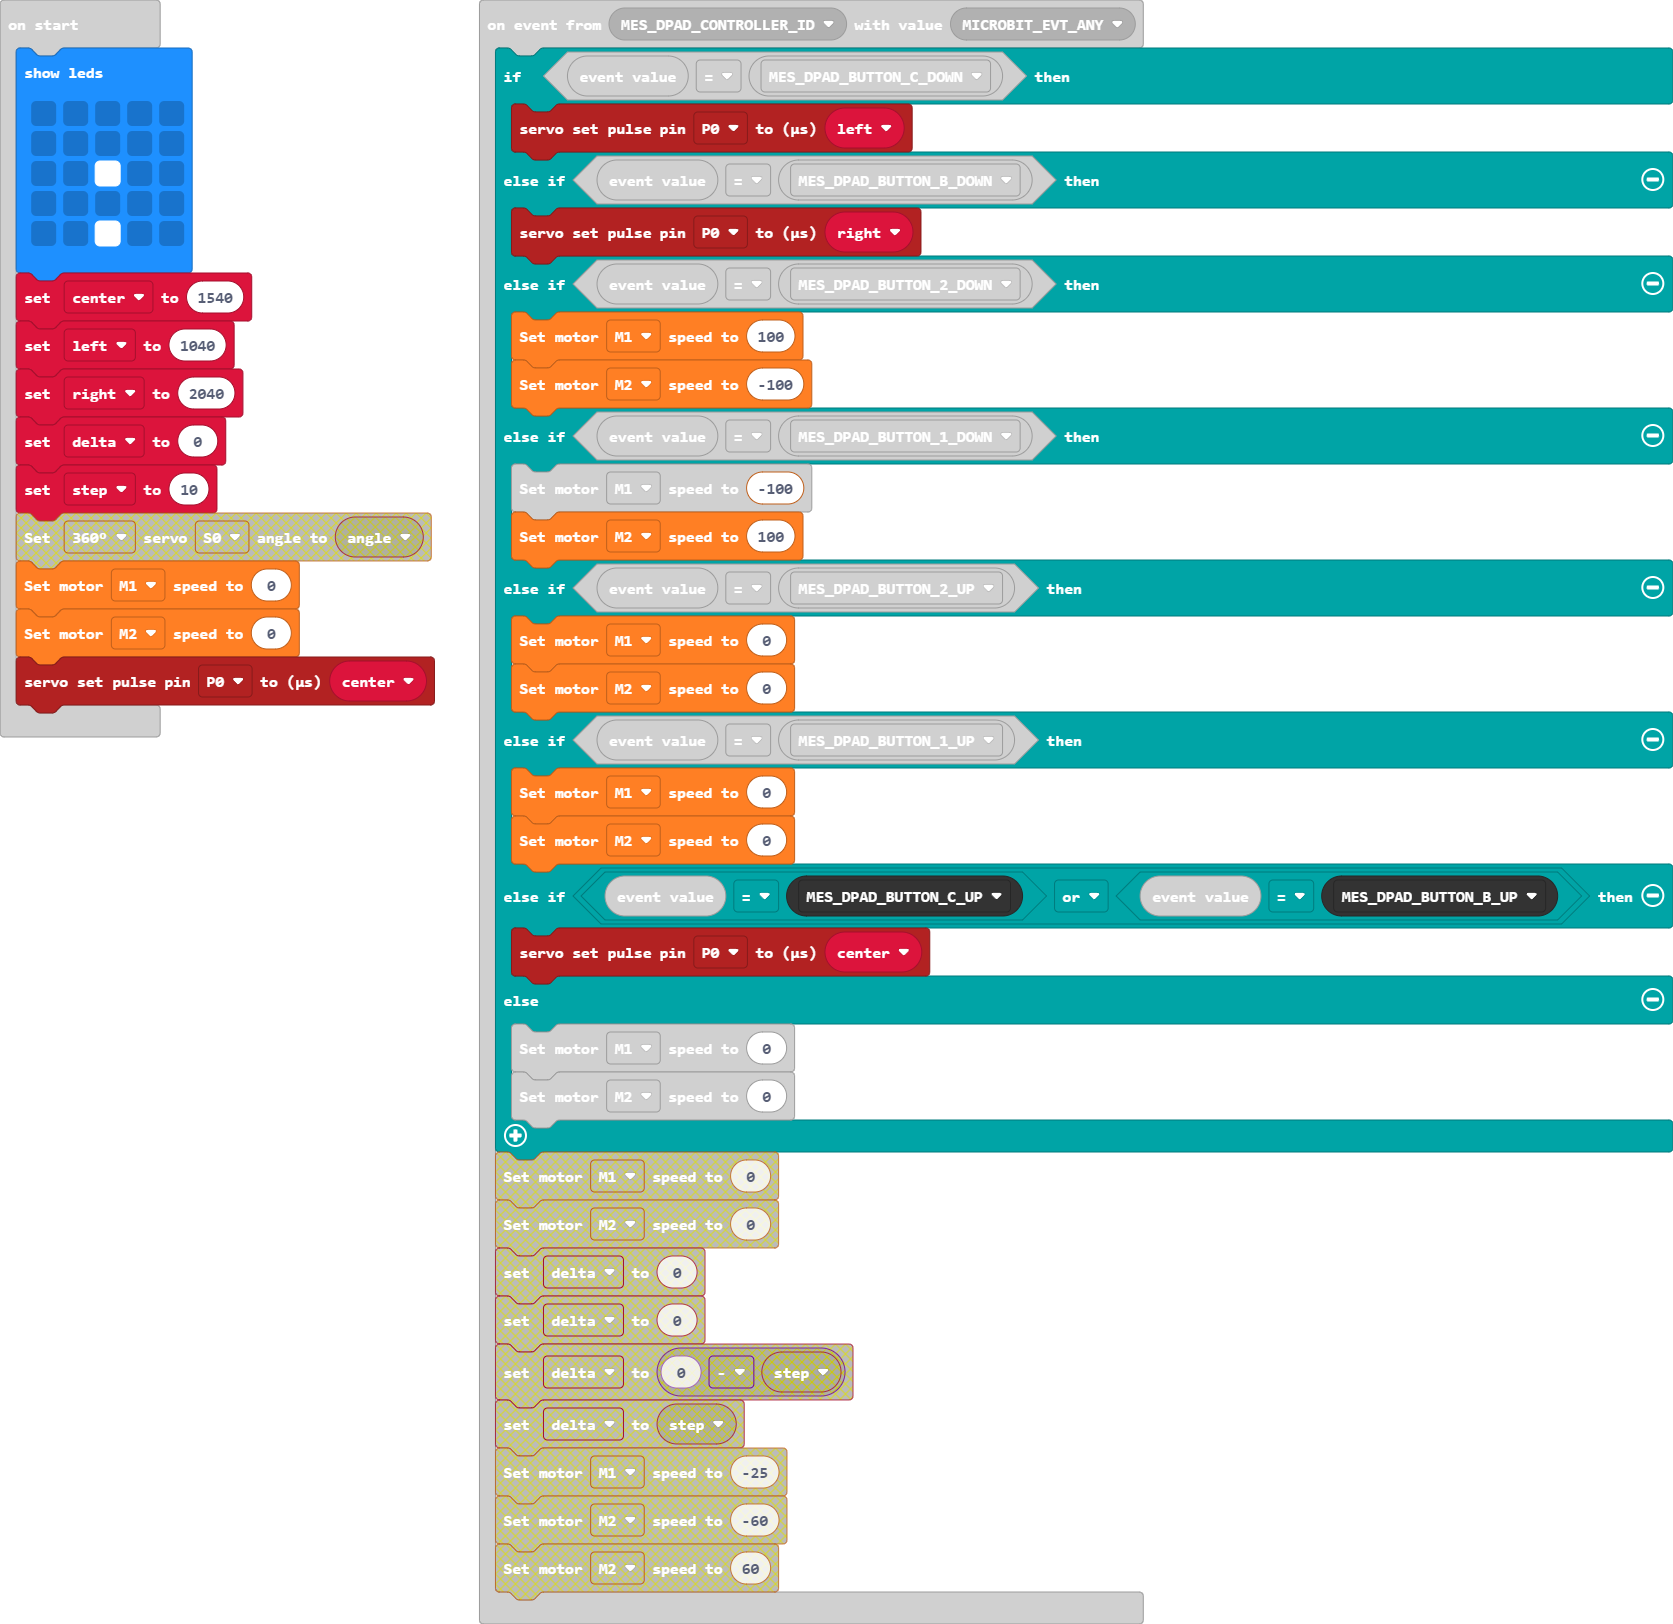 on start
show leds
set center to 1540
set left to 1040
set right to 2040
set delta to 0
set step to 10
Set 360º servo S0 angle to angle
Set motor M1 speed to 0
Set motor M2 speed to 0
servo set pulse pin P0 to (µs) center
on event from MES_DPAD_CONTROLLER_ID with value MICROBIT_EVT_ANY
if event value = MES_DPAD_BUTTON_C_DOWN then
servo set pulse pin P0 to (µs) left
else if event value = MES_DPAD_BUTTON_B_DOWN then
servo set pulse pin P0 to (µs) right
else if event value = MES_DPAD_BUTTON_2_DOWN then
Set motor M1 speed to 100
Set motor M2 speed to -100
else if event value = MES_DPAD_BUTTON_1_DOWN then
Set motor M1 speed to -100
Set motor M2 speed to 100
else if event value = MES_DPAD_BUTTON_2_UP then
Set motor M1 speed to 0
Set motor M2 speed to 0
else if event value = MES_DPAD_BUTTON_1_UP then
Set motor M1 speed to 0
Set motor M2 speed to 0
else if event value = MES_DPAD_BUTTON_C_UP or event value = MES_DPAD_BUTTON_B_UP then
servo set pulse pin P0 to (µs) center
else
Set motor M1 speed to 0
Set motor M2 speed to 0
Set motor M1 speed to 0
Set motor M2 speed to 0
set delta to 0
set delta to 0
set delta to 0 - step
set delta to step
Set motor M1 speed to -25
Set motor M2 speed to -60
Set motor M2 speed to 60